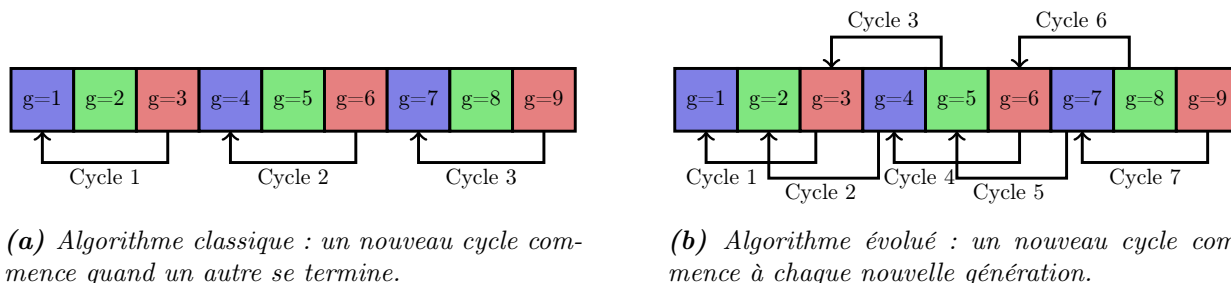 Cycle 3 Cycle 6
g=1 g=2 g=3 g=4 g=5 g=6 g=7 g=8 g=9
Cycle 1 Cycle 2 Cycle 3
g=1 g=2 g=3 g=4 g=5 g=6 g=7 g=8 g=9
Cycle 1 Cycle 2 Cycle 4 Cycle 5 Cycle 7
(a) Algorithme classique : un nouveau cycle com-
mence quand un autre se termine.
(b) Algorithme évolué : un nouveau cycle com-
mence à chaque nouvelle génération.